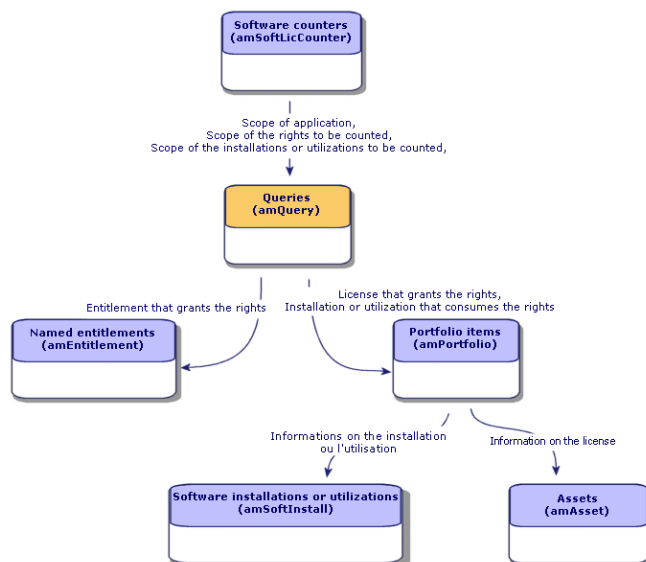 Software counters
(amSoftLicCounter)
Scope of application,
Scope of the rights to be counted,
Scope of the installations or utilizations to be counted,
Queries
(amQuery)
Entitlement that grants the rights
License that grants the rights,
Installation or utilization that consumes the rights
Named entitlements
(amEntitlement)
Portfolio items
(amPortfolio)
Informations on the installation
ou l'utilisation
Information on the license
Software installations or utilizations
(amSoftInstall)
Assets
(amAsset)